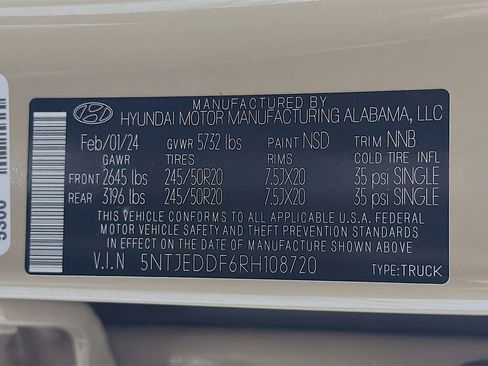 MANUFACTURED BY
HYUNDAI MOTOR MANUFACTURING ALABAMA, LLC
Feb/01/24 GVWR 5732 lbs PAINT NSD TRIM NNB
GAWR TIRES RIMS COLD TIRE INFL
FRONT 2645 lbs 245/50R20 7.5JX20 35 psi SINGLE
REAR 3196 lbs 245/50R20 7.5JX20 35 psi SINGLE
THIS VEHICLE CONFORMS TO ALL APPLICABLE U.S.A. FEDERAL
MOTOR VEHICLE SAFETY AND THEFT PREVENTION STANDARDS
IN EFFECT ON THE DATE OF MANUFACTURE SHOWN ABOVE.
V.I.N 5NTJEDDF6RH108720 TYPE:TRUCK